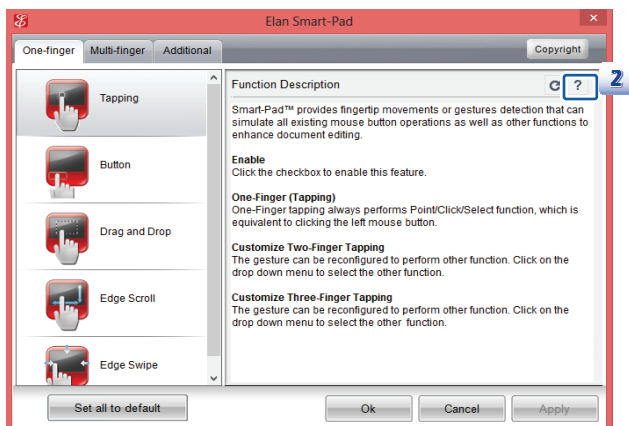 Elan Smart-Pad
One-finger Multi-finger Additional Copyright
Tapping
Button
Drag and Drop
Edge Scroll
Edge Swipe
Function Description ?
2
Smart-Pad™ provides fingertip movements or gestures detection that can
simulate all existing mouse button operations as well as other functions to
enhance document editing.
Enable
Click the checkbox to enable this feature.
One-Finger (Tapping)
One-Finger tapping always performs Point/Click/Select function, which is
equivalent to clicking the left mouse button.
Customize Two-Finger Tapping
The gesture can be reconfigured to perform other function. Click on the
drop down menu to select the other function.
Customize Three-Finger Tapping
The gesture can be reconfigured to perform other function. Click on the
drop down menu to select the other function.
Set all to default Ok Cancel Apply